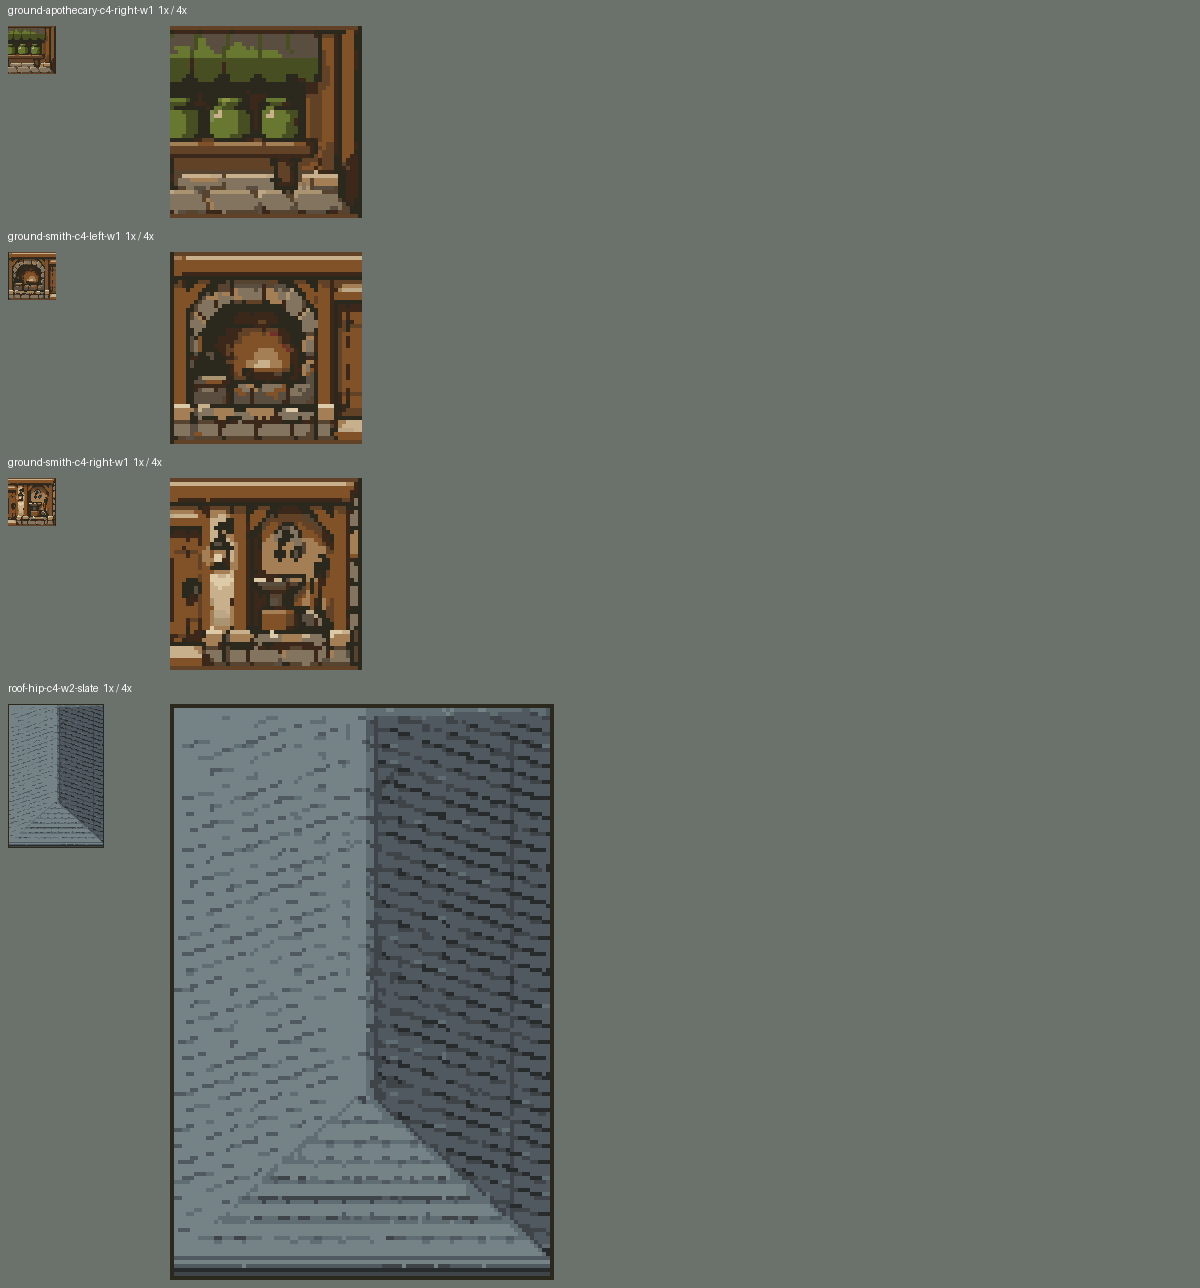 ground-apothecary-c4-right-w1 1x / 4x
ground-smith-c4-left-w1 1x / 4x
ground-smith-c4-right-w1 1x / 4x
roof-hip-c4-w2-slate 1x / 4x